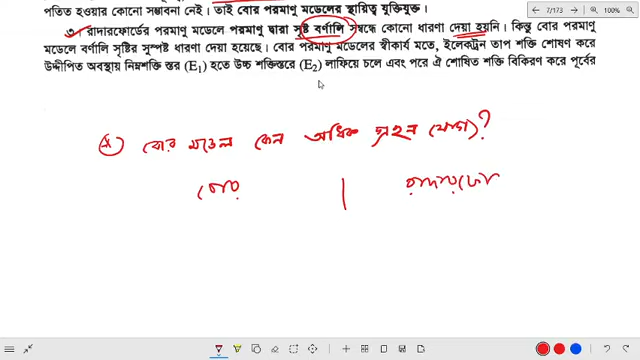 পতিত হওয়ার কোনো সম্ভাবনা নেই। তাই বোর পরমাণু মডেলের স্থায়িত্ব যুক্তিযুক্ত।
৩. রাদারফোর্ডের পরমাণু মডেলে পরমাণু দ্বারা সৃষ্ট বর্ণালি সম্বন্ধে কোনো ধারণা দেয়া হয়নি। কিন্তু বোর পরমাণু
মডেলে বর্ণালি সৃষ্টির সুস্পষ্ট ধারণা দেয়া হয়েছে। বোর পরমাণু মডেলের স্বীকার্য মতে, ইলেকট্রন তাপ শক্তি শোষণ করে
উদ্দীপিত অবস্থায় নিম্নশক্তি স্তর (E₁) হতে উচ্চ শক্তিস্তরে (E₂) লাফিয়ে চলে এবং পরে ঐ শোষিত শক্তি বিকিরণ করে পূর্বের
7/173
100%
বোর মডেল কেন অধিক গ্রহন যোগ্য?
বোর | রাদারফো
100%